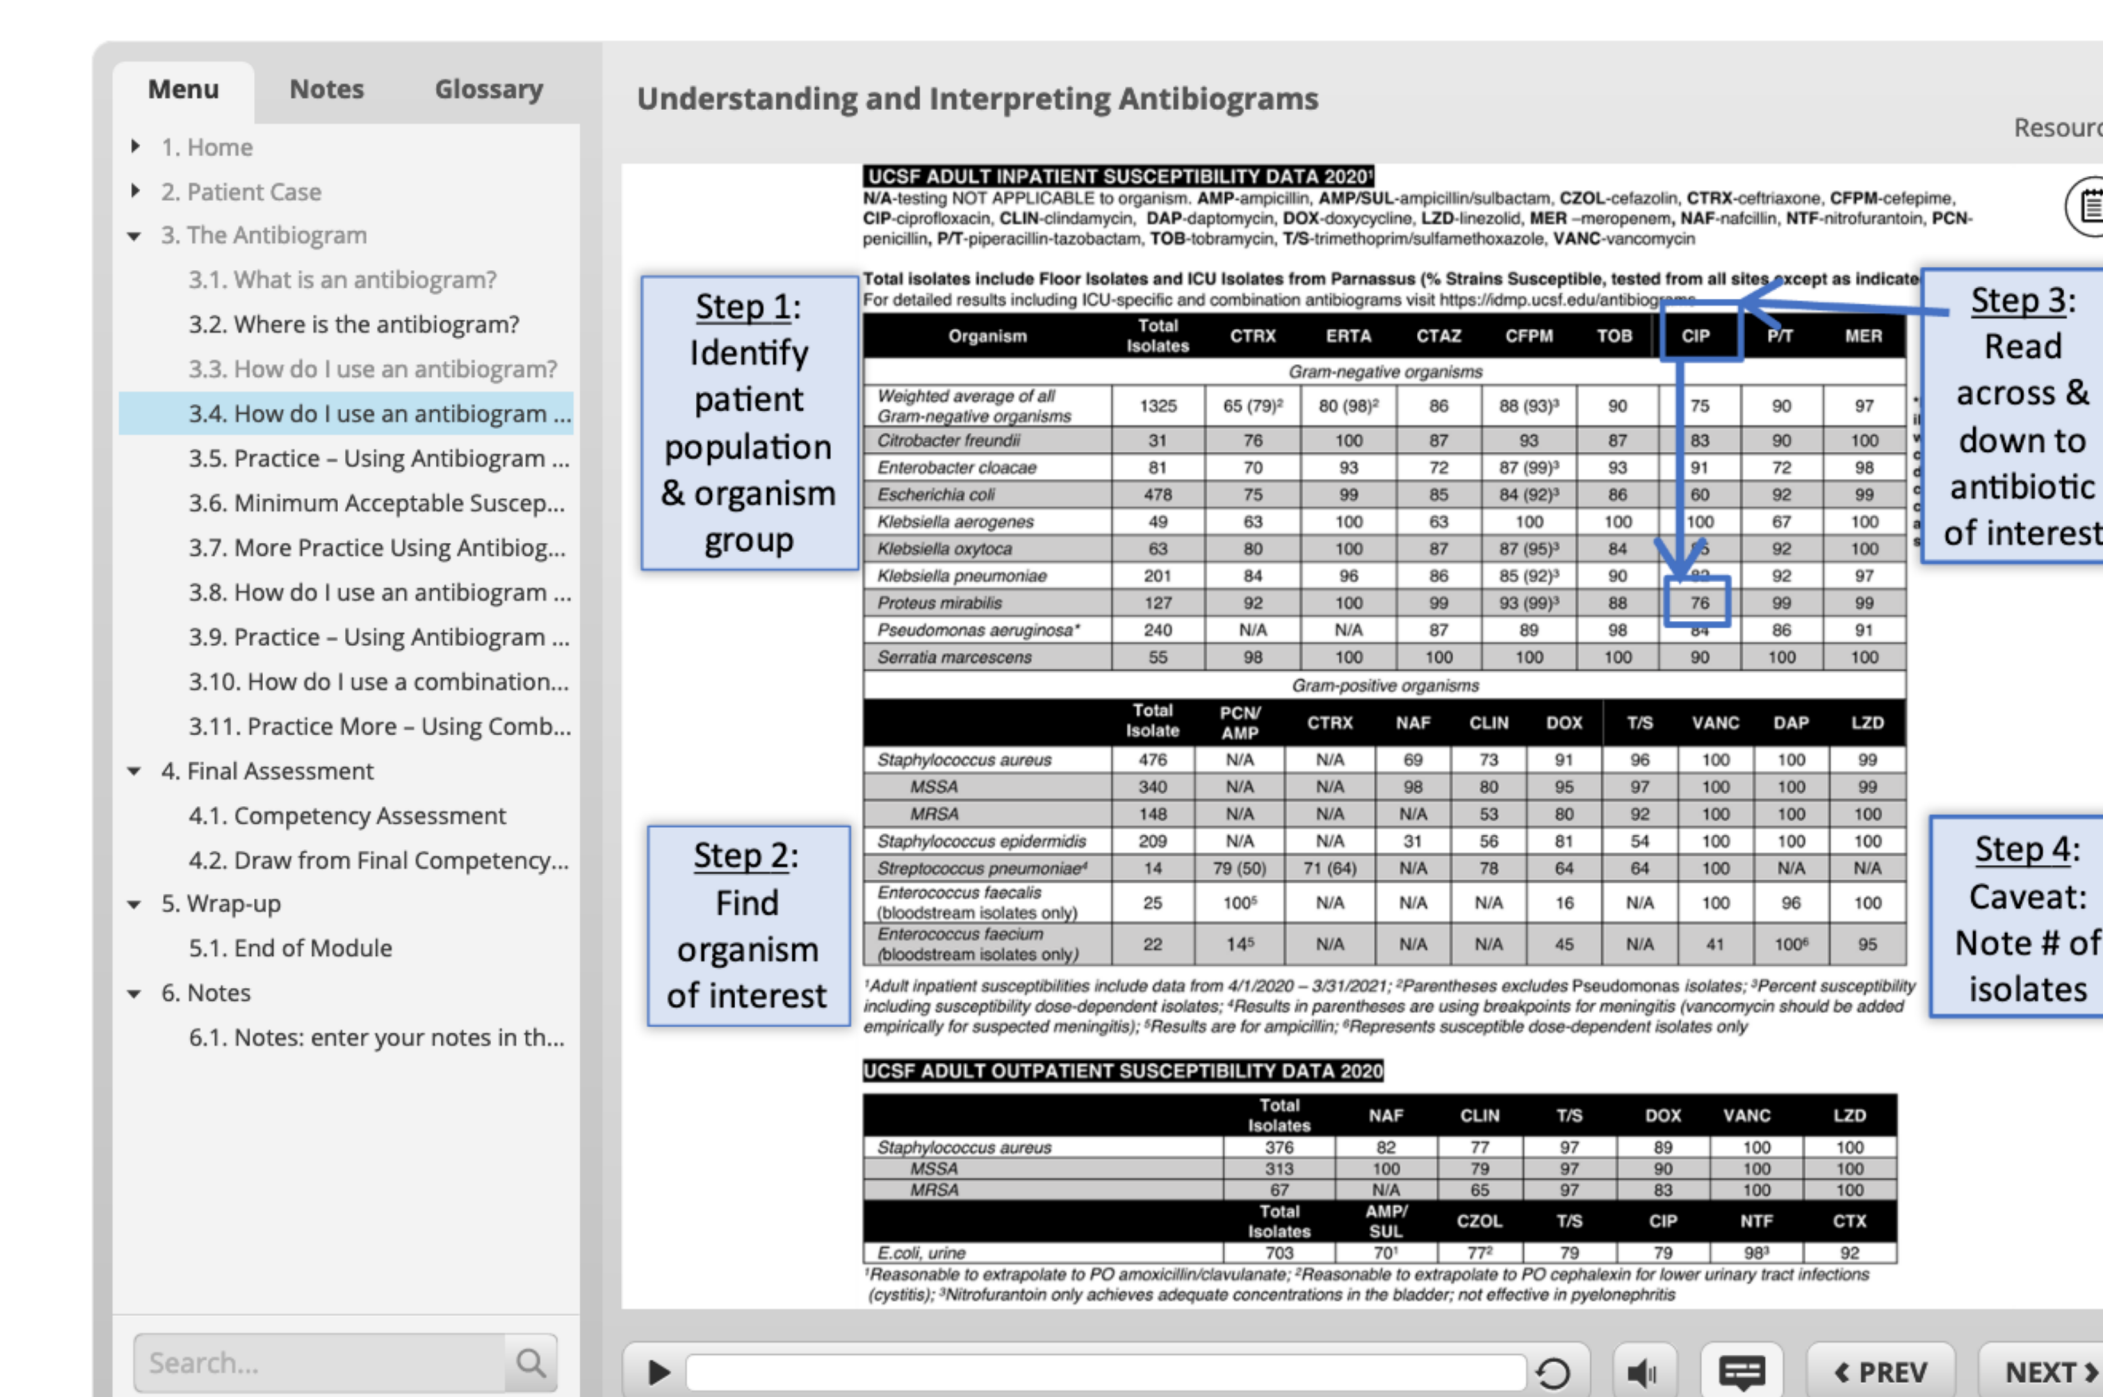 Menu Notes Glossary
1. Home
2. Patient Case
3. The Antibiogram
3.1. What is an antibiogram?
3.2. Where is the antibiogram?
3.3. How do I use an antibiogram?
3.4. How do I use an antibiogram ...
3.5. Practice – Using Antibiogram ...
3.6. Minimum Acceptable Suscep...
3.7. More Practice Using Antibiog...
3.8. How do I use an antibiogram ...
3.9. Practice – Using Antibiogram ...
3.10. How do I use a combination...
3.11. Practice More – Using Comb...
4. Final Assessment
4.1. Competency Assessment
4.2. Draw from Final Competency...
5. Wrap-up
5.1. End of Module
6. Notes
6.1. Notes: enter your notes in th...
Search...
Understanding and Interpreting Antibiograms
Resourc
UCSF ADULT INPATIENT SUSCEPTIBILITY DATA 2020¹
N/A-testing NOT APPLICABLE to organism. AMP-ampicillin, AMP/SUL-ampicillin/sulbactam, CZOL-cefazolin, CTRX-ceftriaxone, CFPM-cefepime,
CIP-ciprofloxacin, CLIN-clindamycin, DAP-daptomycin, DOX-doxycycline, LZD-linezolid, MER –meropenem, NAF-nafcillin, NTF-nitrofurantoin, PCN-
penicillin, P/T-piperacillin-tazobactam, TOB-tobramycin, T/S-trimethoprim/sulfamethoxazole, VANC-vancomycin
Total isolates include Floor Isolates and ICU Isolates from Parnassus (% Strains Susceptible, tested from all sites except as indicate
For detailed results including ICU-specific and combination antibiograms visit https://idmp.ucsf.edu/antibiograms
Step 1:
Identify
patient
population
& organism
group
Step 2:
Find
organism
of interest
Organism Total Isolates CTRX ERTA CTAZ CFPM TOB CIP P/T MER
Gram-negative organisms
Weighted average of all Gram-negative organisms 1325 65 (79)² 80 (98)² 86 88 (93)³ 90 75 90 97
Citrobacter freundii 31 76 100 87 93 87 83 90 100
Enterobacter cloacae 81 70 93 72 87 (99)³ 93 91 72 98
Escherichia coli 478 75 99 85 84 (92)³ 86 60 92 99
Klebsiella aerogenes 49 63 100 63 100 100 100 67 100
Klebsiella oxytoca 63 80 100 87 87 (95)³ 84 92 100
Klebsiella pneumoniae 201 84 96 86 85 (92)³ 90 92 97
Proteus mirabilis 127 92 100 99 93 (99)³ 88 76 99 99
Pseudomonas aeruginosa* 240 N/A N/A 87 89 98 84 86 91
Serratia marcescens 55 98 100 100 100 100 90 100 100
Gram-positive organisms
Total Isolate PCN/ AMP CTRX NAF CLIN DOX T/S VANC DAP LZD
Staphylococcus aureus 476 N/A N/A 69 73 91 96 100 100 99
MSSA 340 N/A N/A 98 80 95 97 100 100 99
MRSA 148 N/A N/A N/A 53 80 92 100 100 100
Staphylococcus epidermidis 209 N/A N/A 31 56 81 54 100 100 100
Streptococcus pneumoniae⁴ 14 79 (50) 71 (64) N/A 78 64 64 100 N/A N/A
Enterococcus faecalis (bloodstream isolates only) 25 100⁵ N/A N/A N/A 16 N/A 100 96 100
Enterococcus faecium (bloodstream isolates only) 22 14⁵ N/A N/A N/A 45 N/A 41 100⁶ 95
¹Adult inpatient susceptibilities include data from 4/1/2020 – 3/31/2021; ²Parentheses excludes Pseudomonas isolates; ³Percent susceptibility
including susceptibility dose-dependent isolates; ⁴Results in parentheses are using breakpoints for meningitis (vancomycin should be added
empirically for suspected meningitis); ⁵Results are for ampicillin; ⁶Represents susceptible dose-dependent isolates only
Step 3:
Read
across &
down to
antibiotic
of interest
Step 4:
Caveat:
Note # of
isolates
UCSF ADULT OUTPATIENT SUSCEPTIBILITY DATA 2020
Total Isolates NAF CLIN T/S DOX VANC LZD
Staphylococcus aureus 376 82 77 97 89 100 100
MSSA 313 100 79 97 90 100 100
MRSA 67 N/A 65 97 83 100 100
Total Isolates AMP/ SUL CZOL T/S CIP NTF CTX
E.coli, urine 703 70¹ 77² 79 79 98³ 92
¹Reasonable to extrapolate to PO amoxicillin/clavulanate; ²Reasonable to extrapolate to PO cephalexin for lower urinary tract infections
(cystitis); ³Nitrofurantoin only achieves adequate concentrations in the bladder; not effective in pyelonephritis
PREV NEXT